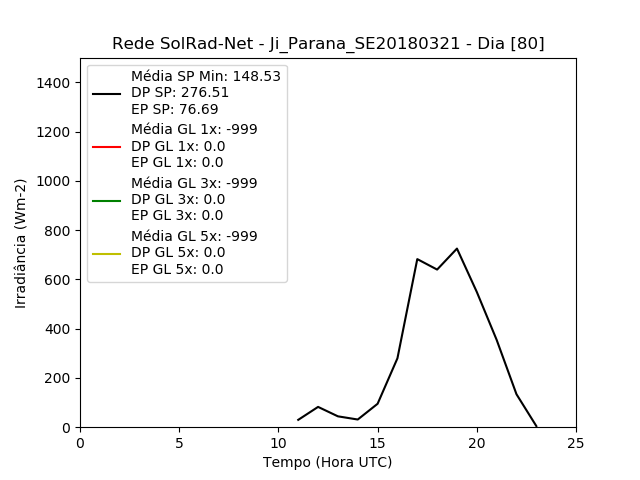 Rede SolRad-Net - Ji_Parana_SE20180321 - Dia [80]
Média SP Min: 148.53
DP SP: 276.51
EP SP: 76.69
Média GL 1x: -999
DP GL 1x: 0.0
EP GL 1x: 0.0
Média GL 3x: -999
DP GL 3x: 0.0
EP GL 3x: 0.0
Média GL 5x: -999
DP GL 5x: 0.0
EP GL 5x: 0.0
Irradiância (Wm-2)
1400
1200
1000
800
600
400
200
0
0 5 10 15 20 25
Tempo (Hora UTC)